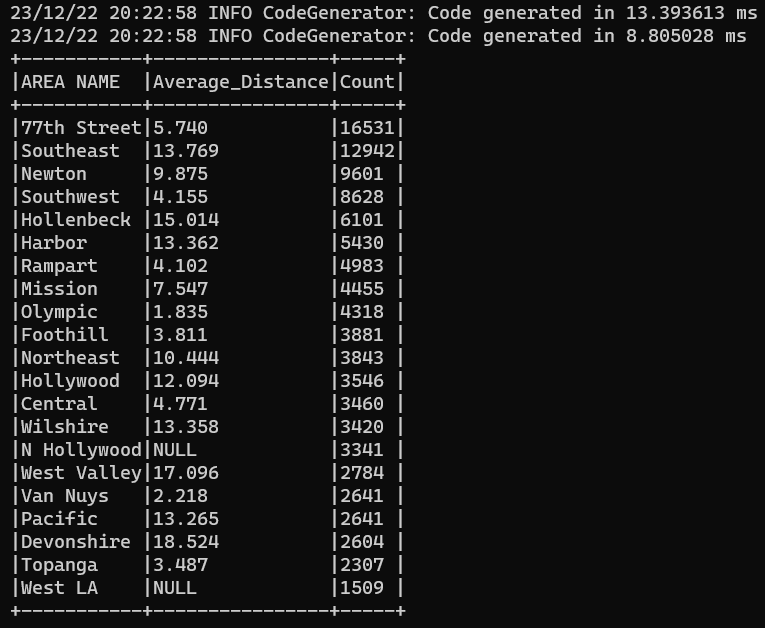 23/12/22 20:22:58 INFO CodeGenerator: Code generated in 13.393613 ms
23/12/22 20:22:58 INFO CodeGenerator: Code generated in 8.805028 ms
+-----------+----------------+-----+
|AREA NAME  |Average_Distance|Count|
+-----------+----------------+-----+
|77th Street|5.740           |16531|
|Southeast  |13.769          |12942|
|Newton     |9.875           |9601 |
|Southwest  |4.155           |8628 |
|Hollenbeck |15.014          |6101 |
|Harbor     |13.362          |5430 |
|Rampart    |4.102           |4983 |
|Mission    |7.547           |4455 |
|Olympic    |1.835           |4318 |
|Foothill   |3.811           |3881 |
|Northeast  |10.444          |3843 |
|Hollywood  |12.094          |3546 |
|Central    |4.771           |3460 |
|Wilshire   |13.358          |3420 |
|N Hollywood|NULL            |3341 |
|West Valley|17.096          |2784 |
|Van Nuys   |2.218           |2641 |
|Pacific    |13.265          |2641 |
|Devonshire |18.524          |2604 |
|Topanga    |3.487           |2307 |
|West LA    |NULL            |1509 |
+-----------+----------------+-----+